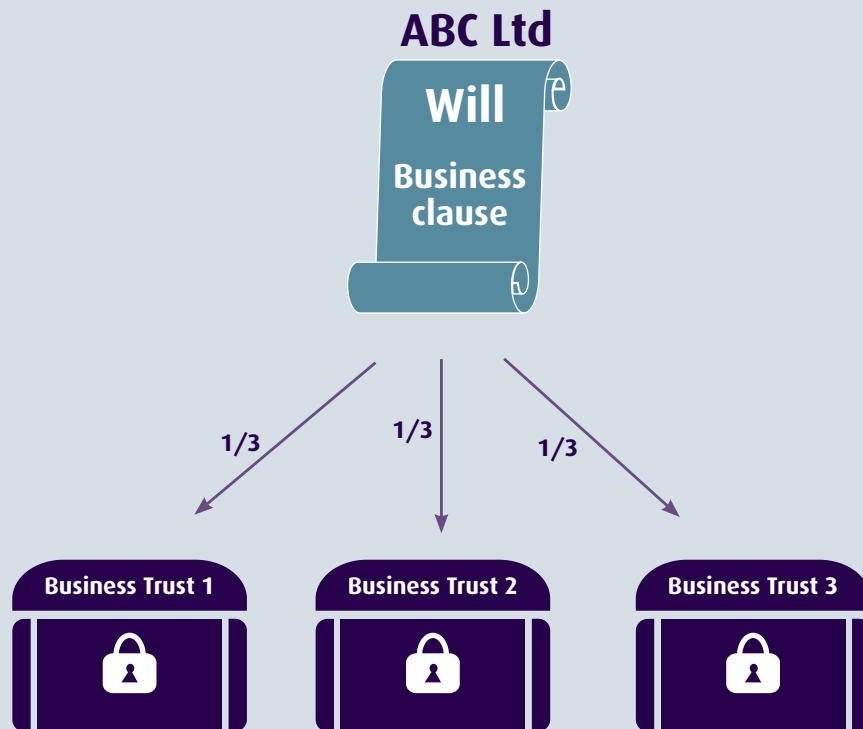 ABC Ltd
Will
Business
clause
1/3
1/3
1/3
Business Trust 1
Business Trust 2
Business Trust 3